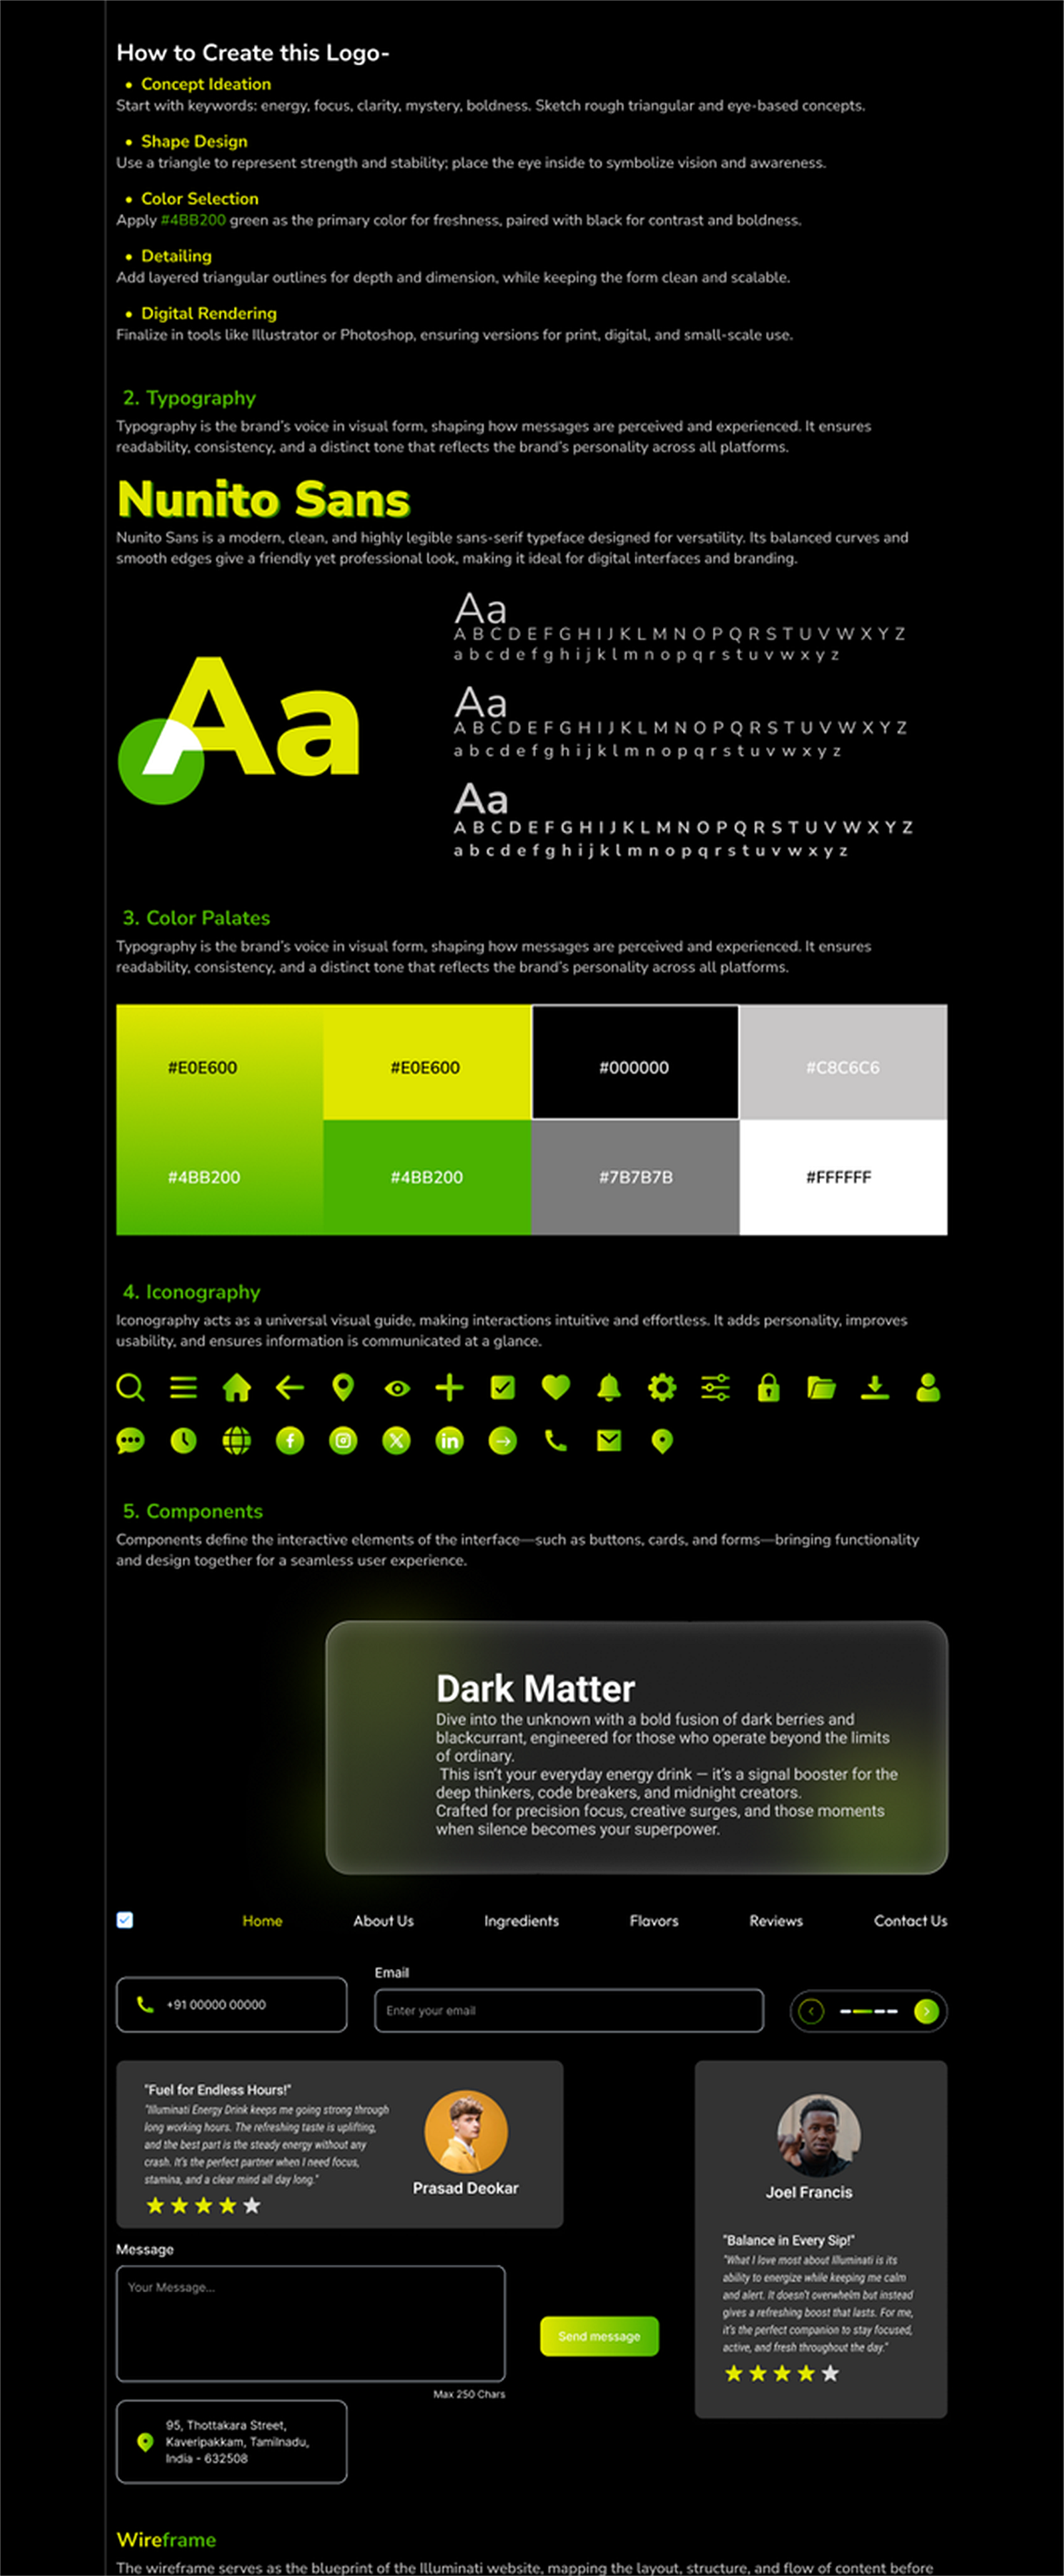 How to Create this Logo-
• Concept Ideation
Start with keywords: energy, focus, clarity, mystery, boldness. Sketch rough triangular and eye-based concepts.
• Shape Design
Use a triangle to represent strength and stability; place the eye inside to symbolize vision and awareness.
• Color Selection
Apply #4BB200 green as the primary color for freshness, paired with black for contrast and boldness.
• Detailing
Add layered triangular outlines for depth and dimension, while keeping the form clean and scalable.
• Digital Rendering
Finalize in tools like Illustrator or Photoshop, ensuring versions for print, digital, and small-scale use.
2. Typography
Typography is the brand's voice in visual form, shaping how messages are perceived and experienced. It ensures
readability, consistency, and a distinct tone that reflects the brand's personality across all platforms.
Nunito Sans
Nunito Sans is a modern, clean, and highly legible sans-serif typeface designed for versatility. Its balanced curves and
smooth edges give a friendly yet professional look, making it ideal for digital interfaces and branding.
Aa
Aa
A B C D E F G H I J K L M N O P Q R S T U V W X Y Z
a b c d e f g h i j k l m n o p q r s t u v w x y z
Aa
A B C D E F G H I J K L M N O P Q R S T U V W X Y Z
a b c d e f g h i j k l m n o p q r s t u v w x y z
Aa
A B C D E F G H I J K L M N O P Q R S T U V W X Y Z
a b c d e f g h i j k l m n o p q r s t u v w x y z
3. Color Palates
Typography is the brand's voice in visual form, shaping how messages are perceived and experienced. It ensures
readability, consistency, and a distinct tone that reflects the brand's personality across all platforms.
#E0E600 #E0E600 #000000 #C8C6C6
#4BB200 #4BB200 #7B7B7B #FFFFFF
4. Iconography
Iconography acts as a universal visual guide, making interactions intuitive and effortless. It adds personality, improves
usability, and ensures information is communicated at a glance.
5. Components
Components define the interactive elements of the interface—such as buttons, cards, and forms—bringing functionality
and design together for a seamless user experience.
Dark Matter
Dive into the unknown with a bold fusion of dark berries and
blackcurrant, engineered for those who operate beyond the limits
of ordinary.
This isn't your everyday energy drink — it's a signal booster for the
deep thinkers, code breakers, and midnight creators.
Crafted for precision focus, creative surges, and those moments
when silence becomes your superpower.
Home About Us Ingredients Flavors Reviews Contact Us
+91 00000 00000
Email
Enter your email
"Fuel for Endless Hours!"
"Illuminati Energy Drink keeps me going strong through
long working hours. The refreshing taste is uplifting,
and the best part is the steady energy without any
crash. It's the perfect partner when I need focus,
stamina, and a clear mind all day long."
Prasad Deokar
Joel Francis
"Balance in Every Sip!"
"What I love most about Illuminati is its
ability to energize while keeping me calm
and alert. It doesn't overwhelm but instead
gives a refreshing boost that lasts. For me,
it's the perfect companion to stay focused,
active, and fresh throughout the day."
Message
Your Message...
Max 250 Chars
Send message
95, Thottakara Street,
Kaveripakkam, Tamilnadu,
India - 632508
Wireframe
The wireframe serves as the blueprint of the Illuminati website, mapping the layout, structure, and flow of content before